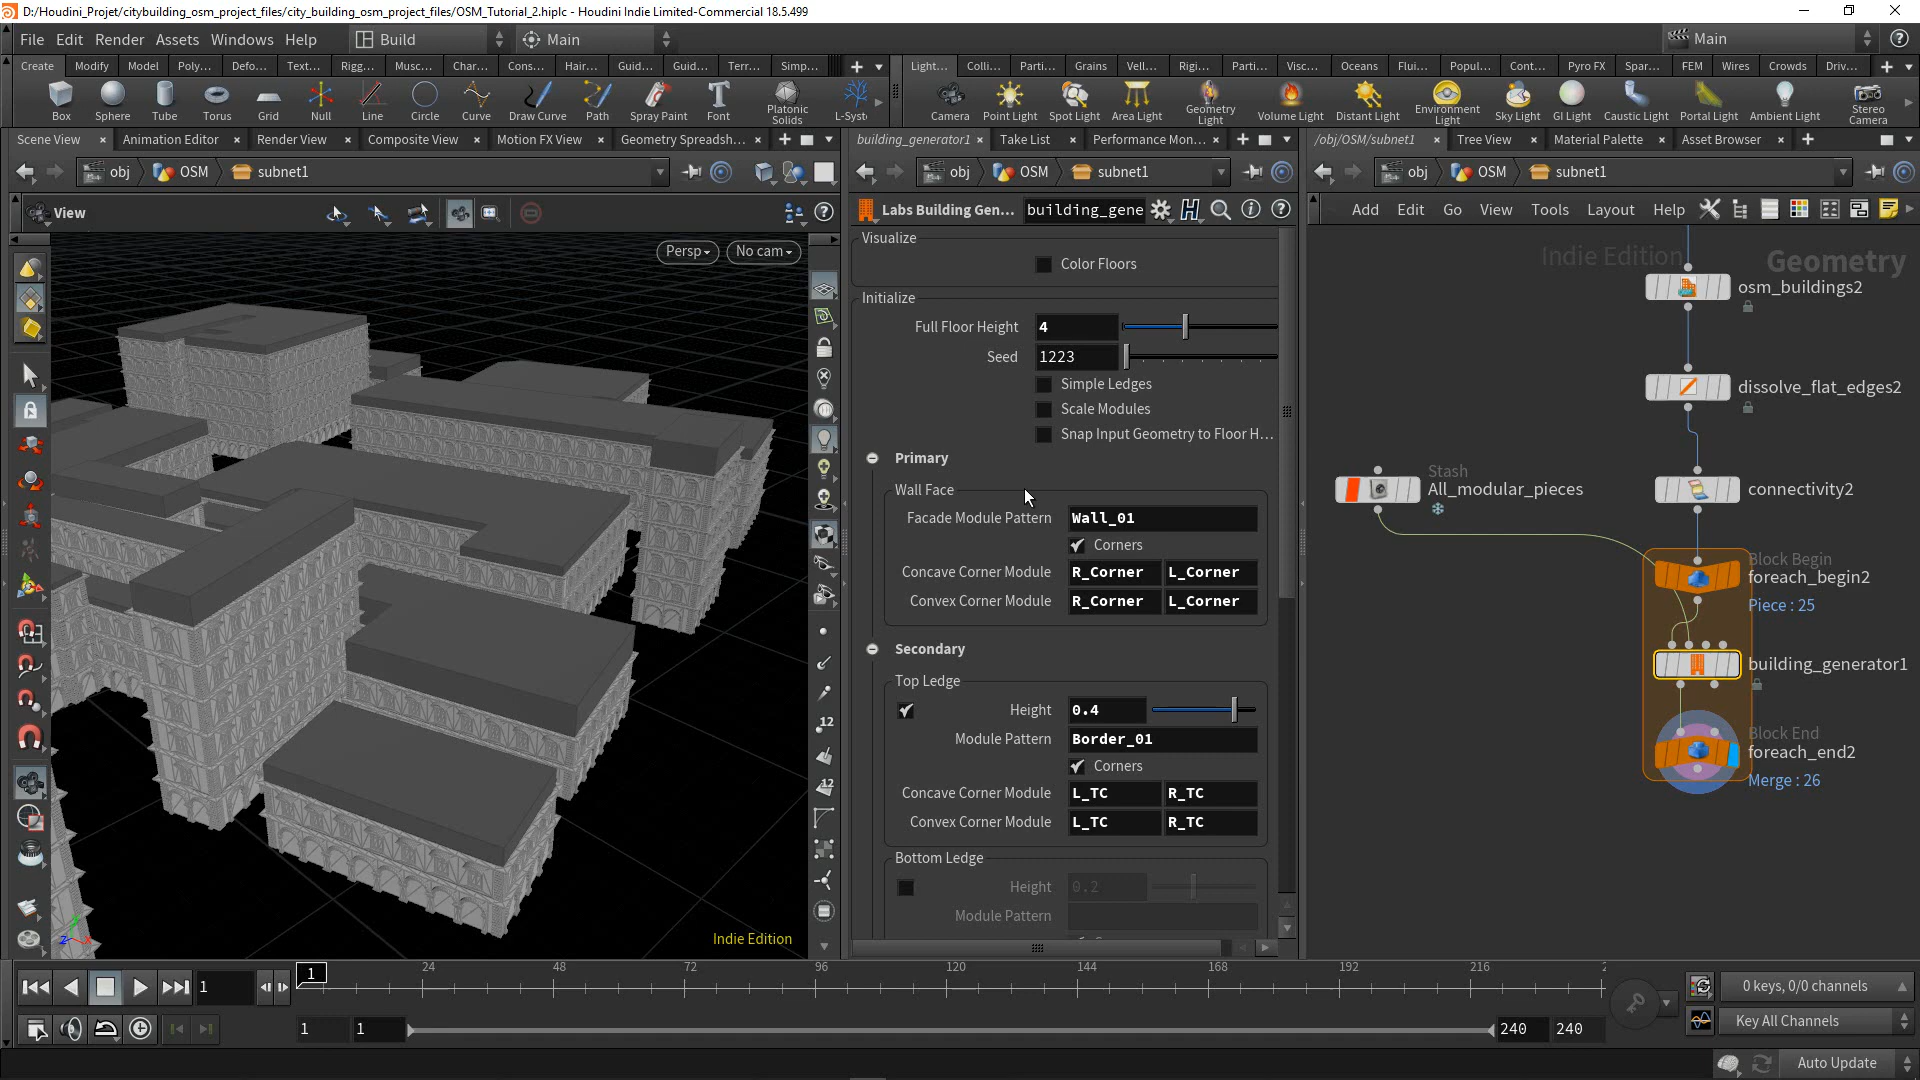 D:/Houdini_Projet/citybuilding_osm_project_files/city_building_osm_project_files/OSM_Tutorial_2.hiplc - Houdini Indie Limited-Commercial 18.5.499
File Edit Render Assets Windows Help Build Main Main
Create Modify Model Poly... Defo... Text... Rigg... Musc... Char... Cons... Hair... Guid... Guid... Terr... Simp...
Light... Colli... Parti... Grains Vell... Rigi... Parti... Visc... Oceans Flui... Popul... Cont... Pyro FX Spar... FEM Wires Crowds Driv...
Box Sphere Tube Torus Grid Null Line Circle Curve Draw Curve Path Spray Paint Font Platonic Solids L-Syst
Camera Point Light Spot Light Area Light Geometry Light Volume Light Distant Light Environment Light Sky Light GI Light Caustic Light Portal Light Ambient Light Stereo Camera
Scene View Animation Editor Render View Composite View Motion FX View Geometry Spreadsh...
building_generator1 Take List Performance Mon...
/obj/OSM/subnet1 Tree View Material Palette Asset Browser
obj OSM subnet1
obj OSM subnet1
obj OSM subnet1
View
Labs Building Gen... building_gene
Add Edit Go View Tools Layout Help
Persp No cam
Indie Edition
Visualize
Color Floors
Initialize
Full Floor Height 4
Seed 1223
Simple Ledges
Scale Modules
Snap Input Geometry to Floor H...
Primary
Wall Face
Facade Module Pattern Wall_01
Corners
Concave Corner Module R_Corner L_Corner
Convex Corner Module R_Corner L_Corner
Secondary
Top Ledge
Height 0.4
Module Pattern Border_01
Corners
Concave Corner Module L_TC R_TC
Convex Corner Module L_TC R_TC
Bottom Ledge
Height 0.2
Module Pattern
Indie Edition Geometry
osm_buildings2
dissolve_flat_edges2
Stash
All_modular_pieces
connectivity2
Block Begin
foreach_begin2
Piece : 25
building_generator1
Block End
foreach_end2
Merge : 26
1 1 24 48 72 96 120 144 168 192 216
0 keys, 0/0 channels
1 1 240 240
Key All Channels
Auto Update